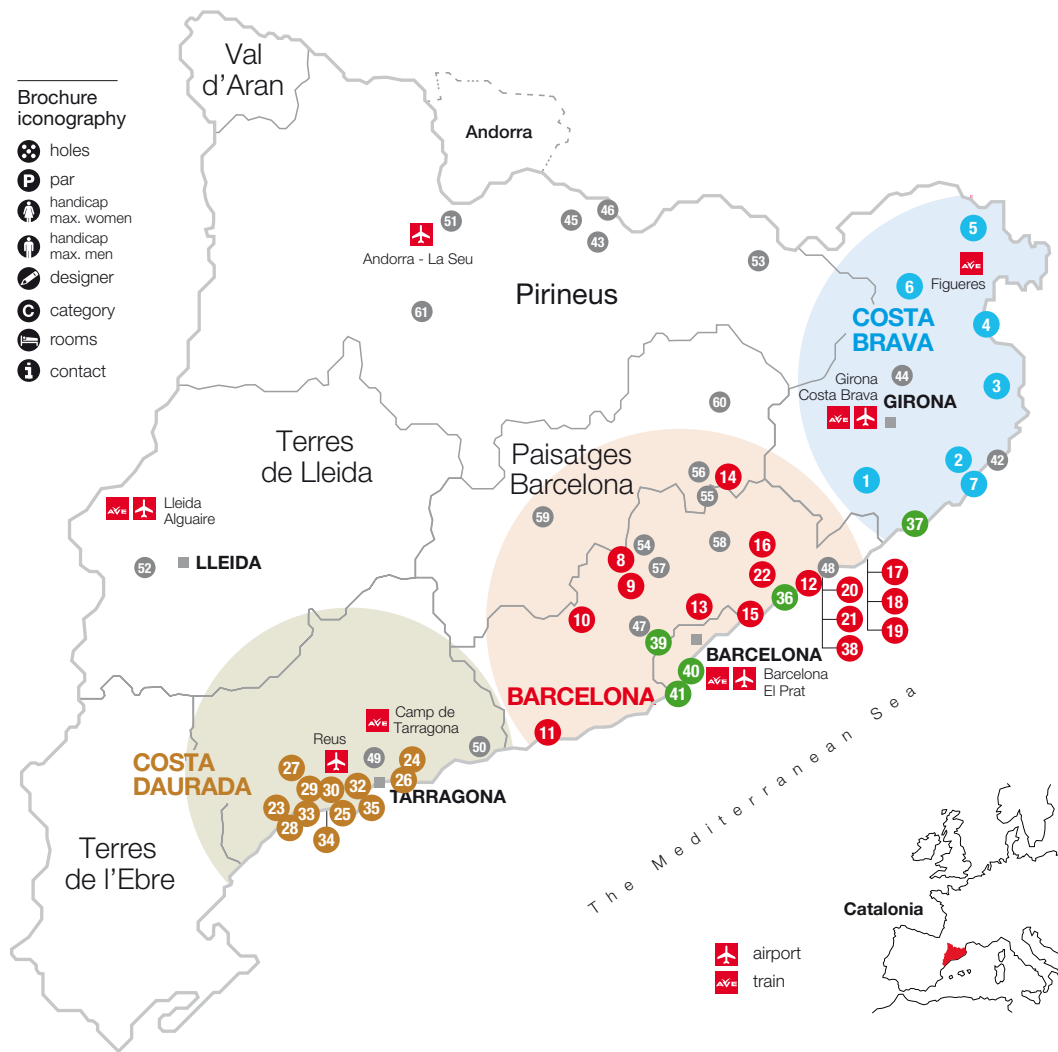 Val
d'Aran
Brochure
iconography
holes
P
par
handicap
max. women
handicap
max. men
designer
C
category
rooms
i
contact
Andorra
51
45
46
43
53
Andorra - La Seu
61
Pirineus
5
AVE
Figueres
6
COSTA
BRAVA
4
44
3
Girona
Costa Brava
GIRONA
AVE
60
2
42
1
7
37
Terres
de Lleida
Paisatges
Barcelona
56
14
55
59
58
54
57
16
8
9
22
48
12
17
20
18
21
19
38
10
13
36
15
47
39
AVE
Lleida
Alguaire
52
LLEIDA
BARCELONA
40
AVE
Barcelona
El Prat
41
BARCELONA
11
AVE
Camp de
Tarragona
Reus
49
50
24
COSTA
DAURADA
27
26
29
30
32
TARRAGONA
23
33
25
35
28
34
Terres
de l'Ebre
The Mediterranean Sea
Catalonia
airport
AVE
train